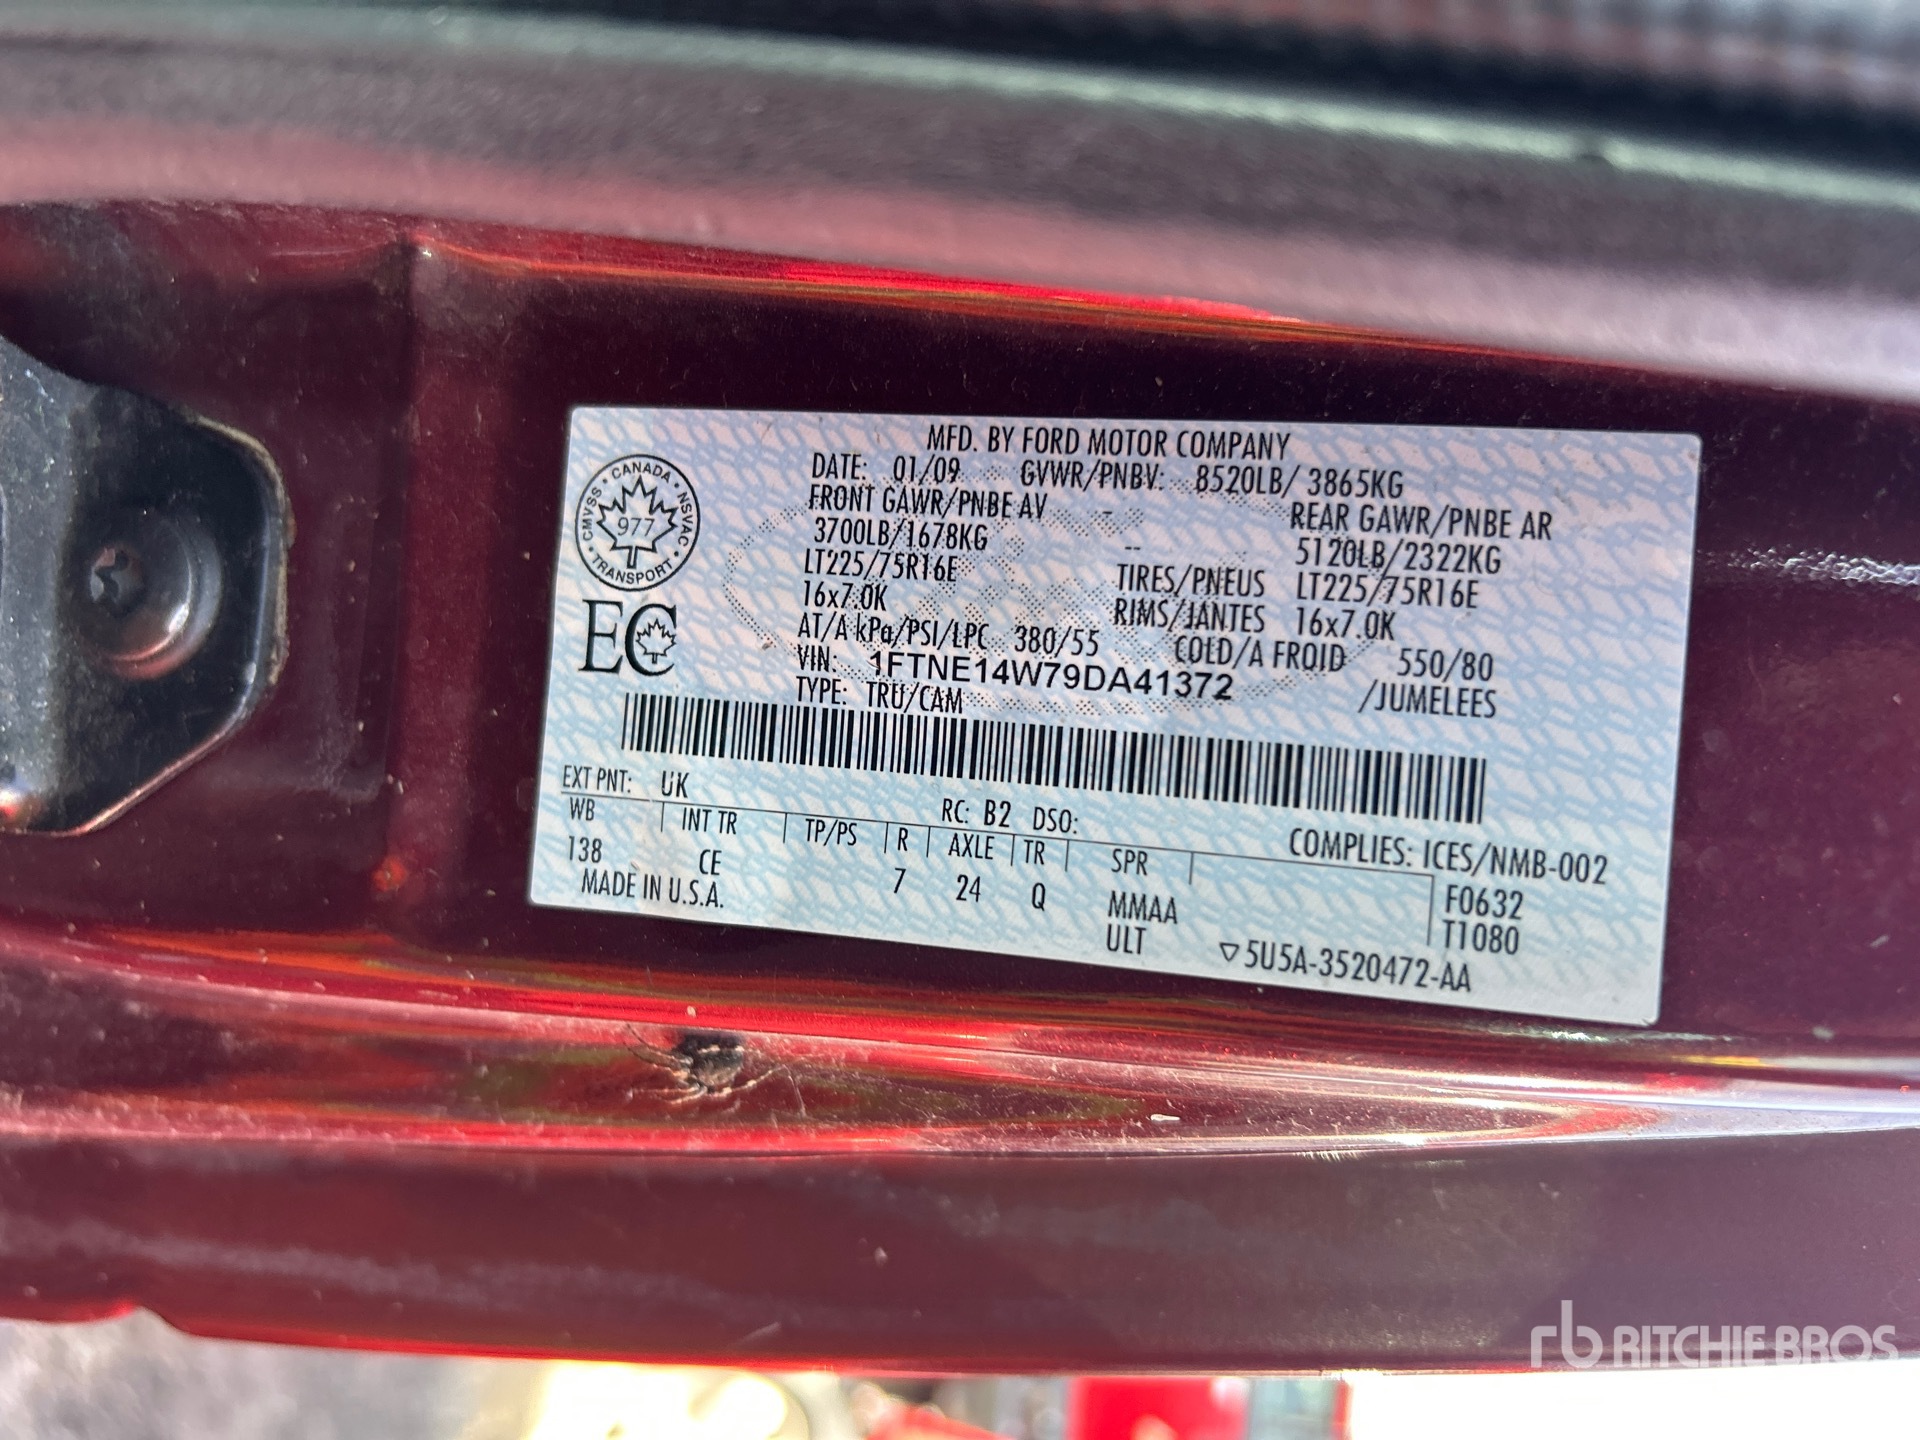 MFD. BY FORD MOTOR COMPANY
DATE: 01/09 GVWR/PNBV: 8520LB/ 3865KG
FRONT GAWR/PNBE AV - REAR GAWR/PNBE AR
3700LB/1678KG -- 5120LB/2322KG
LT225/75R16E TIRES/PNEUS LT225/75R16E
16x7.0K RIMS/JANTES 16x7.0K
AT/A kPa/PSI/LPC 380/55 COLD/A FROID 550/80
VIN: 1FTNE14W79DA41372 /JUMELEES
TYPE: TRU/CAM
CANADA
CMVSS 977 NSVAC
TRANSPORT
EC
EXT PNT: UK RC: B2 DSO:
WB INT TR TP/PS R AXLE TR SPR COMPLIES: ICES/NMB-002
138 CE 7 24 Q MMAA F0632
MADE IN U.S.A. ULT T1080
▽5U5A-3520472-AA
rb RITCHIE BROS